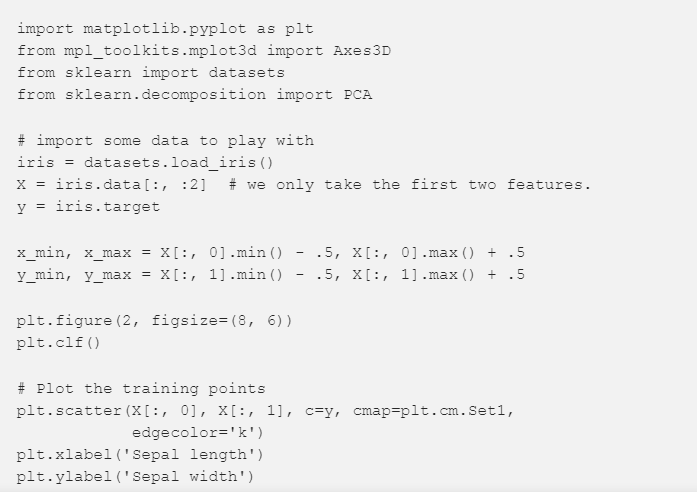 import matplotlib.pyplot as plt
from mpl_toolkits.mplot3d import Axes3D
from sklearn import datasets
from sklearn.decomposition import PCA

# import some data to play with
iris = datasets.load_iris()
X = iris.data[:, :2]  # we only take the first two features.
y = iris.target

x_min, x_max = X[:, 0].min() - .5, X[:, 0].max() + .5
y_min, y_max = X[:, 1].min() - .5, X[:, 1].max() + .5

plt.figure(2, figsize=(8, 6))
plt.clf()

# Plot the training points
plt.scatter(X[:, 0], X[:, 1], c=y, cmap=plt.cm.Set1,
            edgecolor='k')
plt.xlabel('Sepal length')
plt.ylabel('Sepal width')